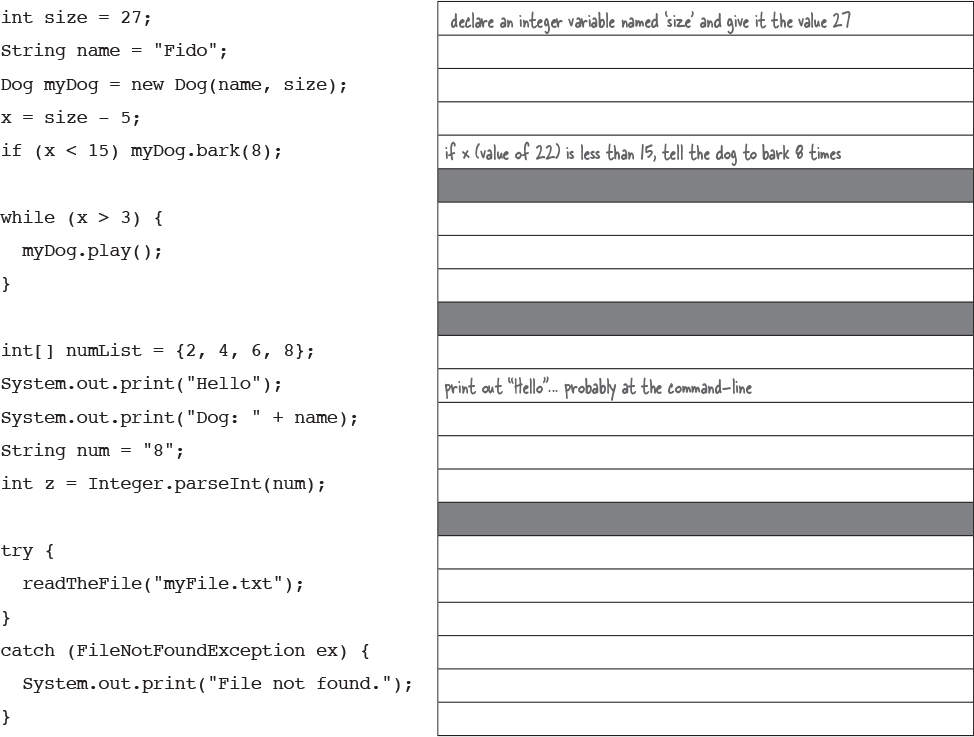 int size = 27; declare an integer variable named ‘size’ and give it the value 27
String name = "Fido";
Dog myDog = new Dog(name, size);
x = size - 5;
if (x < 15) myDog.bark(8); if x (value of 22) is less than 15, tell the dog to bark 8 times
while (x > 3) {
myDog.play();
}
int[] numList = {2, 4, 6, 8};
System.out.print("Hello"); print out “Hello”... probably at the command-line
System.out.print("Dog: " + name);
String num = "8";
int z = Integer.parseInt(num);
try {
readTheFile("myFile.txt");
}
catch (FileNotFoundException ex) {
System.out.print("File not found.");
}